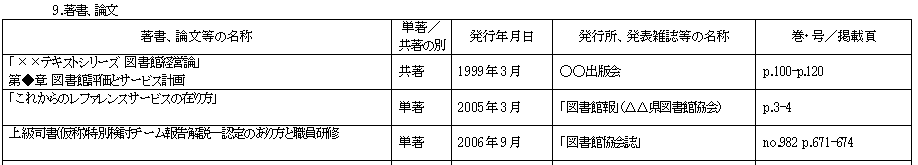 9.著書、論文
著書、論文等の名称
単著／
共著の別
発行年月日
発行所、発表雑誌等の名称
巻・号／掲載頁
「××テキストシリーズ 図書館経営論」
第◆章 図書館評価とサービス計画
共著
1999年3月
○○出版会
p.100-p.120
「これからのレファレンスサービスの在り方」
単著
2005年3月
「図書館報」（△△県図書館協会）
p.3-4
上級司書(仮称)特別検討チーム報告解説―認定のあり方と職員研修
単著
2006年9月
「図書館協会誌」
no.982 p.671-674